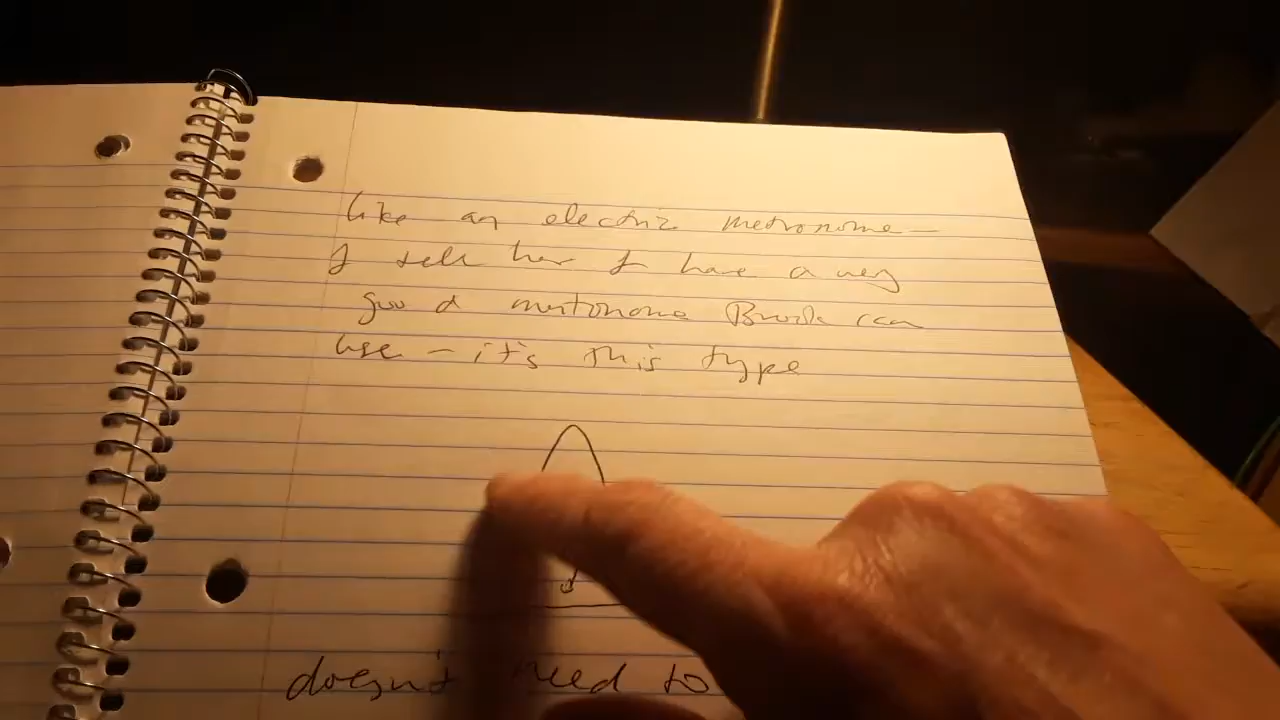 like an electric metronome—
I tell her I have a very
good metronome Brook can
use – it's this type
doesn't need to